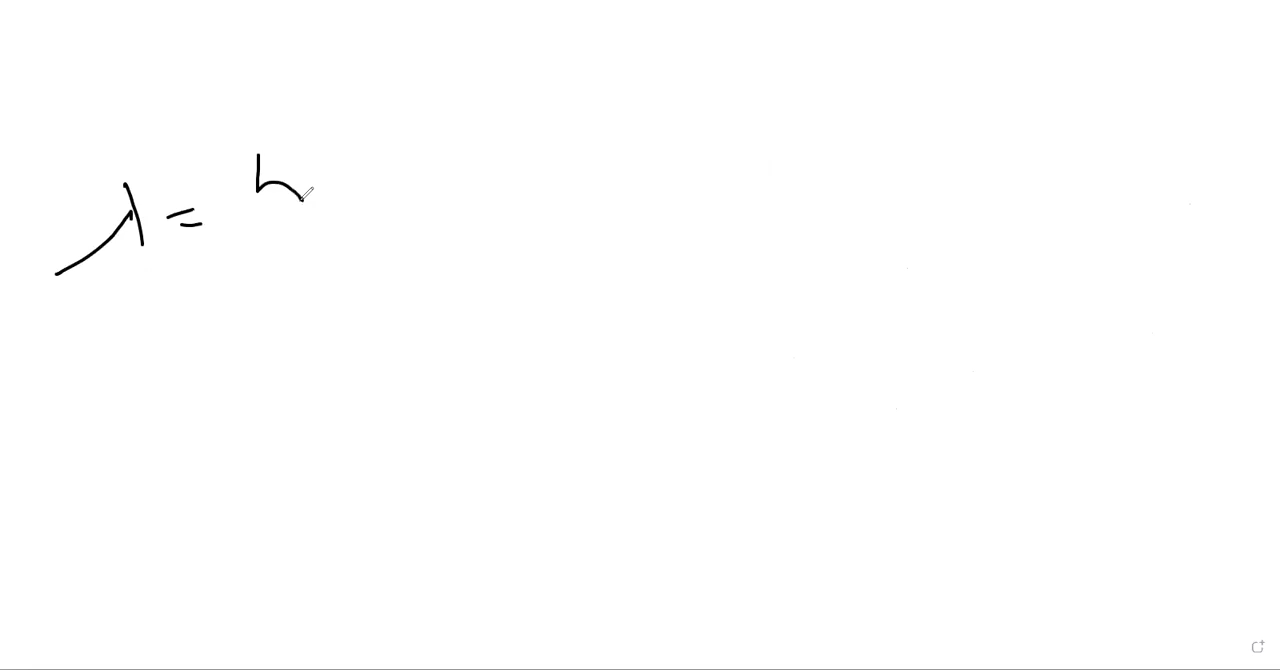 λ = h